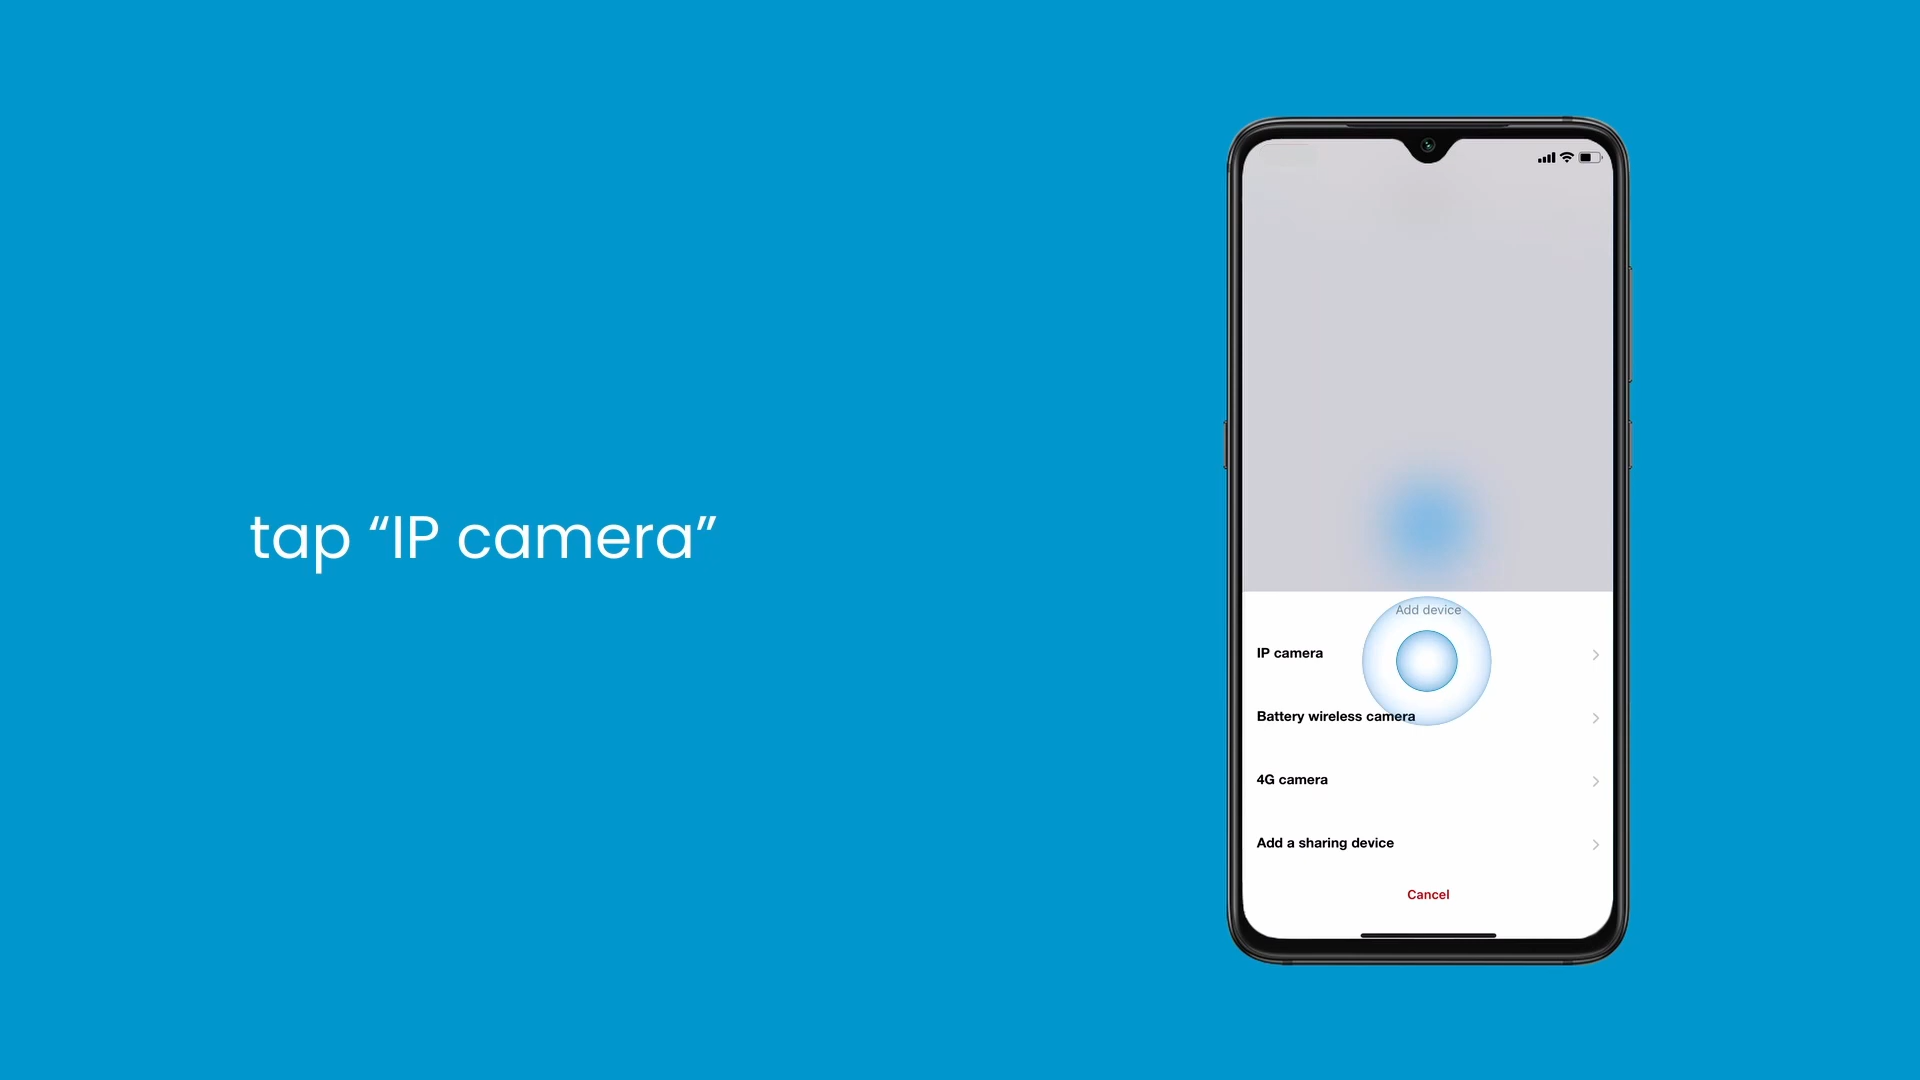 tap “IP camera”
Add device
IP camera
Battery wireless camera
4G camera
Add a sharing device
Cancel